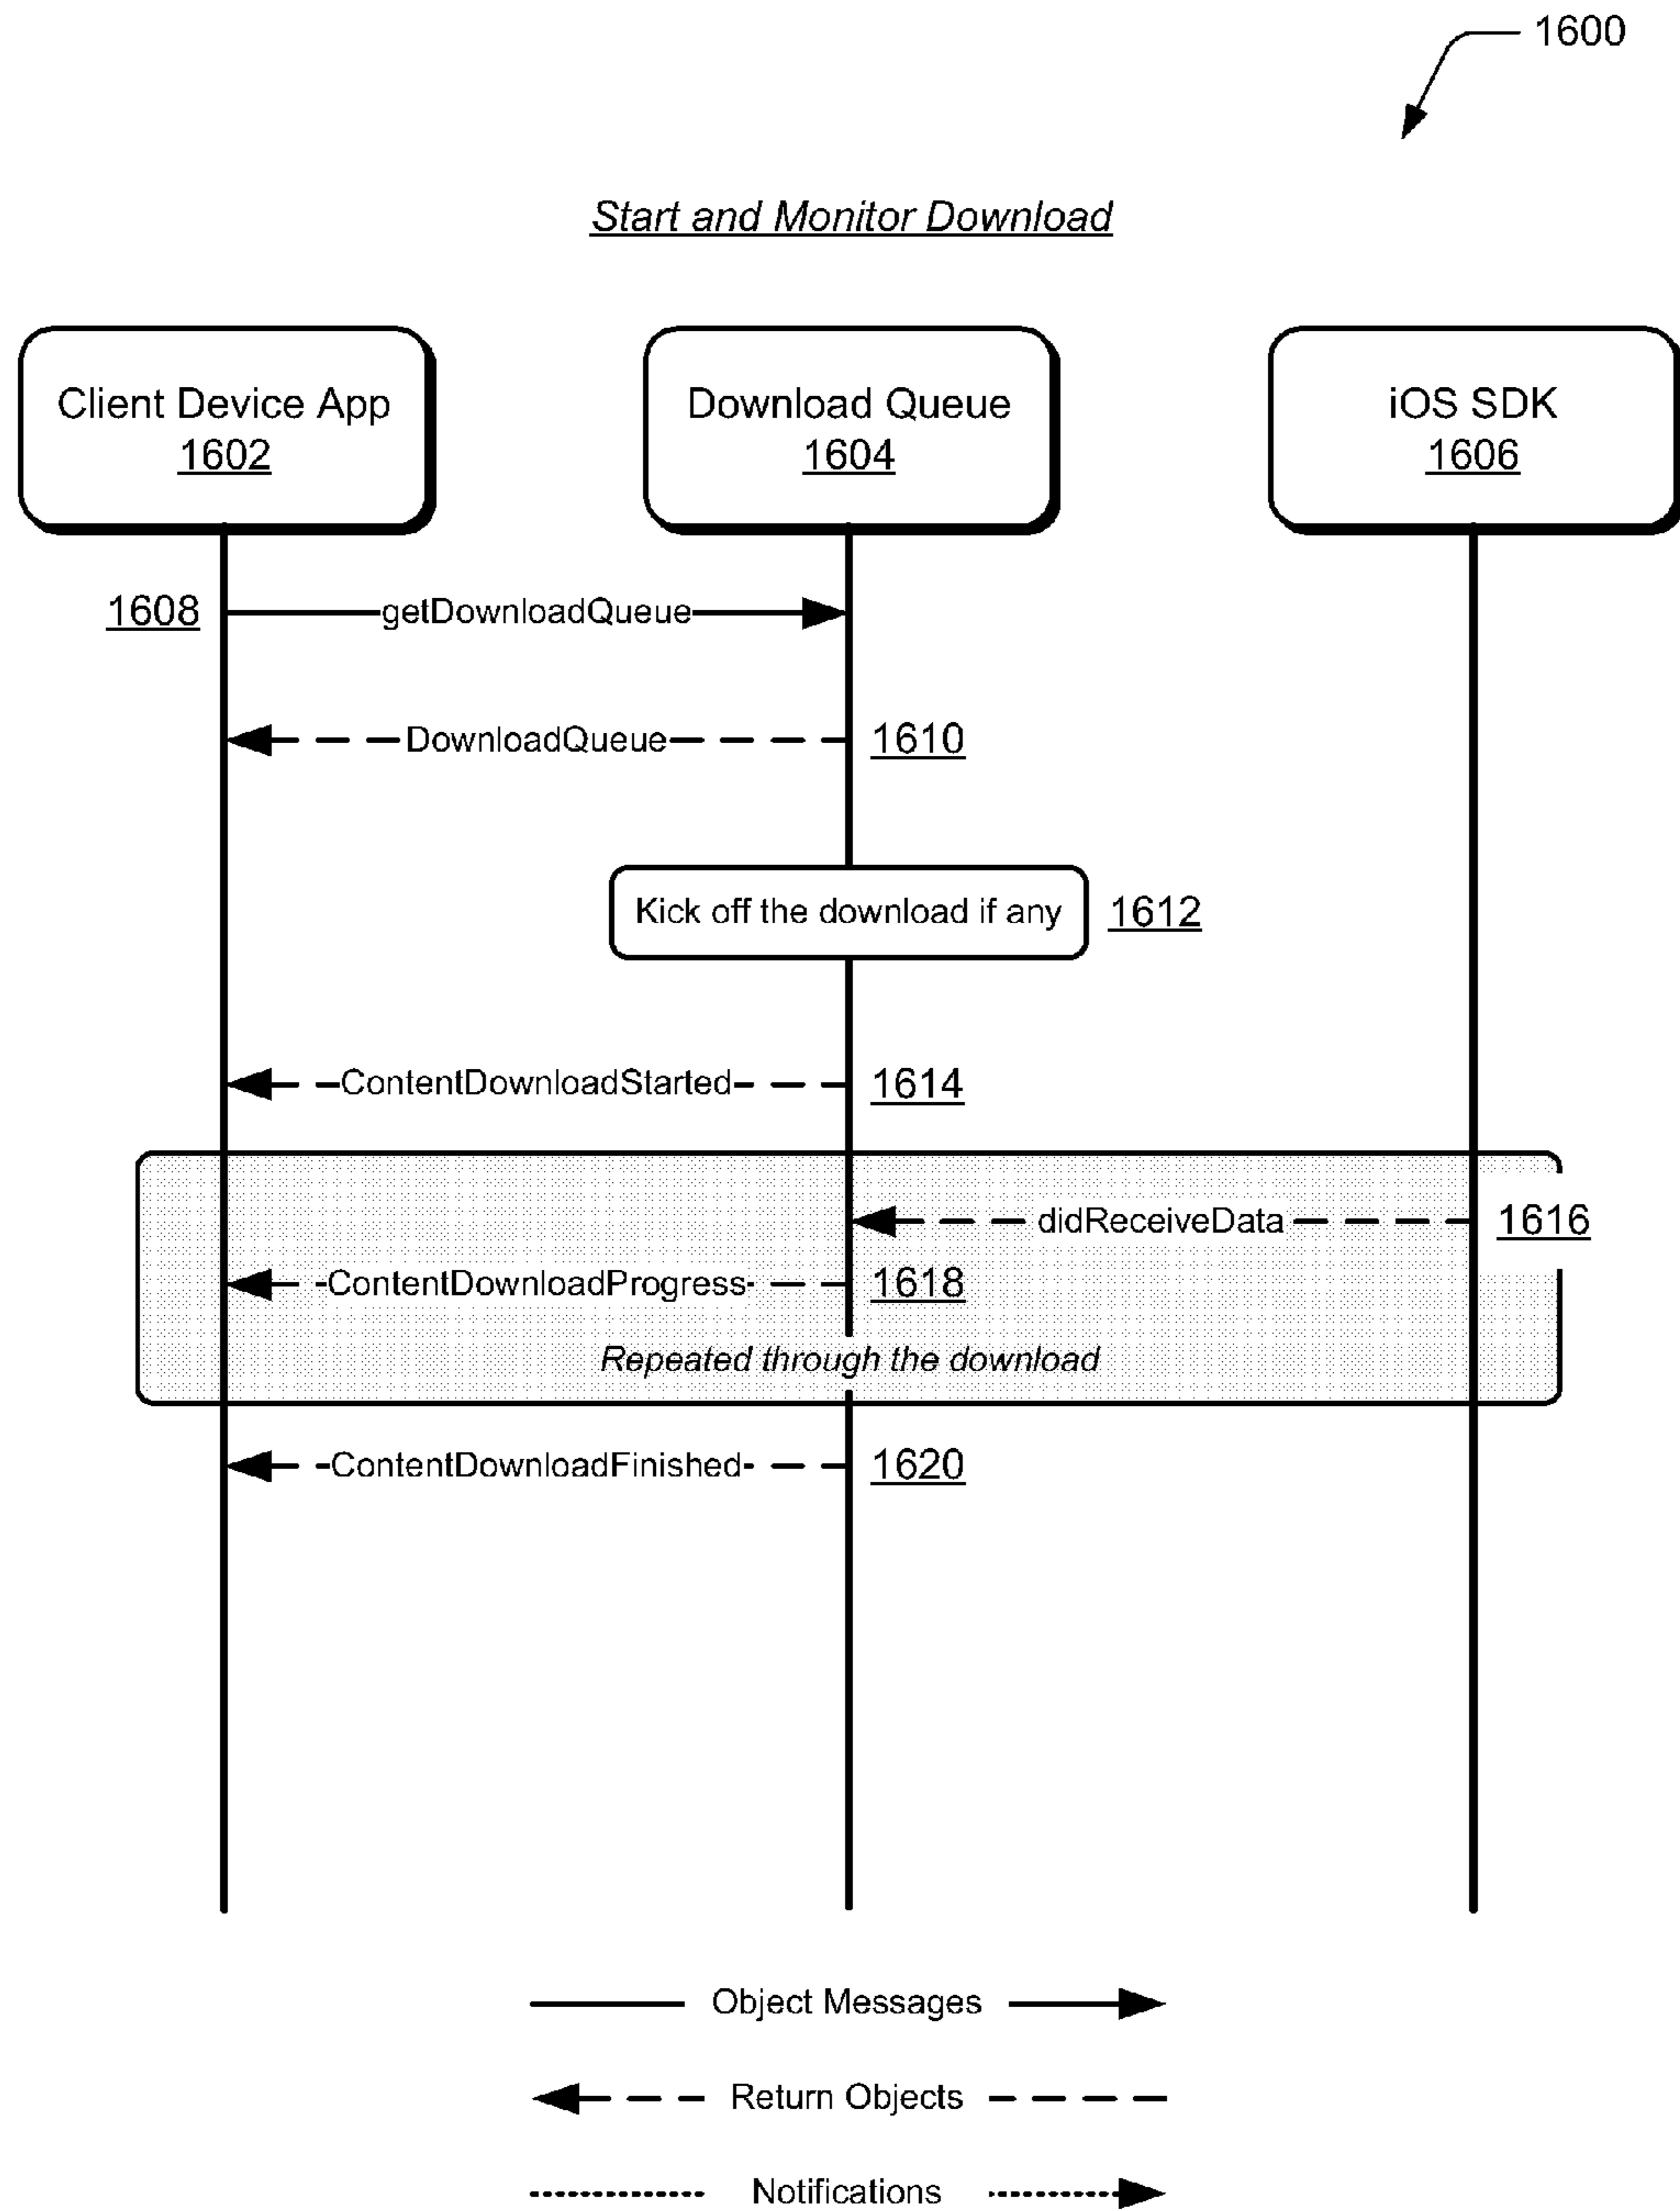 1600
Start and Monitor Download
Client Device App
1602
Download Queue
1604
iOS SDK
1606
1608
getDownloadQueue
DownloadQueue
1610
Kick off the download if any
1612
ContentDownloadStarted
1614
didReceiveData
1616
ContentDownloadProgress
1618
Repeated through the download
ContentDownloadFinished
1620
Object Messages
Return Objects
Notifications